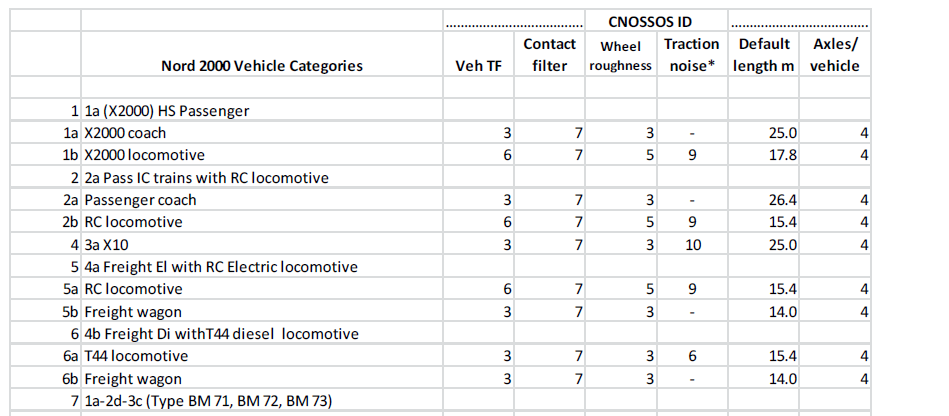 CNOSSOS ID
Nord 2000 Vehicle Categories Veh TF Contact filter Wheel roughness Traction noise* Default length m Axles/ vehicle
1 1a (X2000) HS Passenger
1a X2000 coach 3 7 3 - 25.0 4
1b X2000 locomotive 6 7 5 9 17.8 4
2 2a Pass IC trains with RC locomotive
2a Passenger coach 3 7 3 - 26.4 4
2b RC locomotive 6 7 5 9 15.4 4
4 3a X10 3 7 3 10 25.0 4
5 4a Freight El with RC Electric locomotive
5a RC locomotive 6 7 5 9 15.4 4
5b Freight wagon 3 7 3 - 14.0 4
6 4b Freight Di withT44 diesel locomotive
6a T44 locomotive 3 7 3 6 15.4 4
6b Freight wagon 3 7 3 - 14.0 4
7 1a-2d-3c (Type BM 71, BM 72, BM 73)